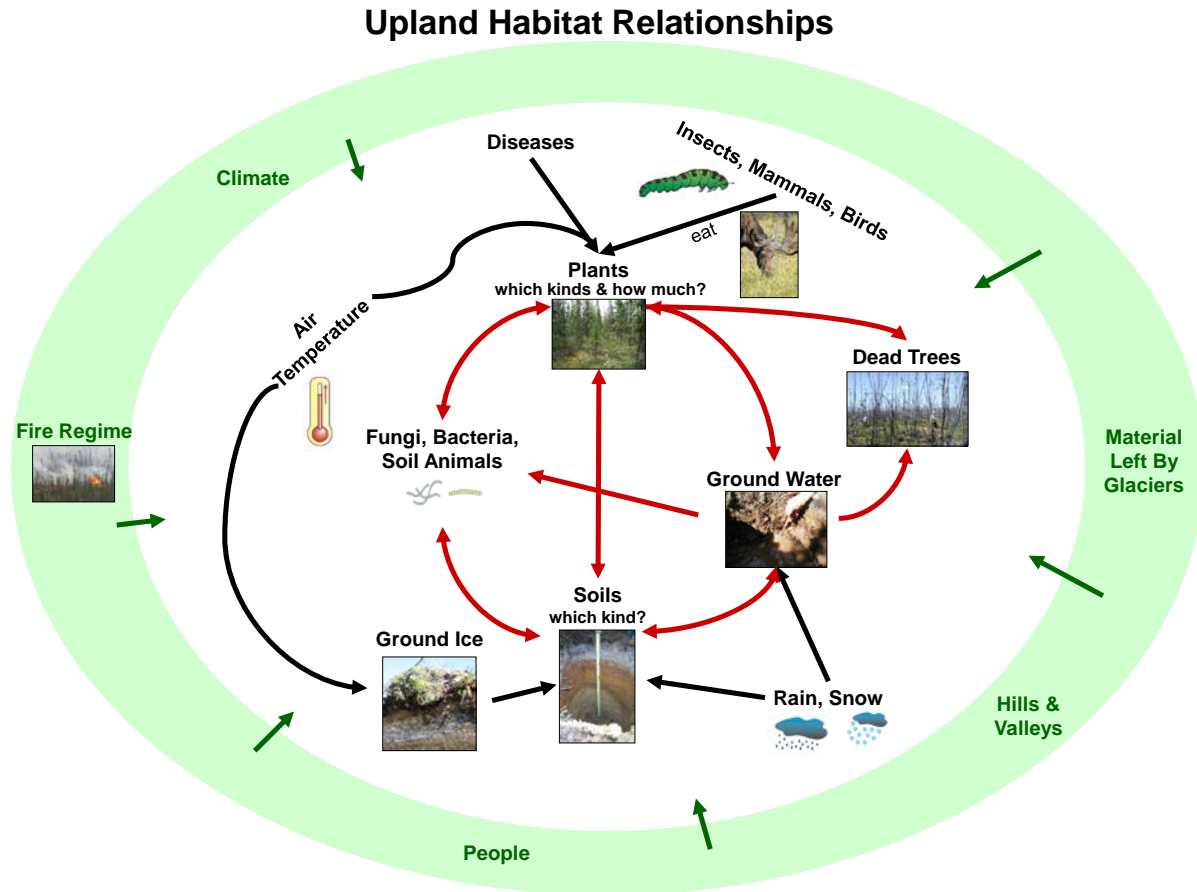 Upland Habitat Relationships
Diseases
Insects, Mammals, Birds
Climate
eat
Plants
which kinds & how much?
Air
Temperature
Dead Trees
Fire Regime
Fungi, Bacteria,
Soil Animals
Material
Left By
Glaciers
Ground Water
Soils
which kind?
Ground Ice
Rain, Snow
Hills &
Valleys
People